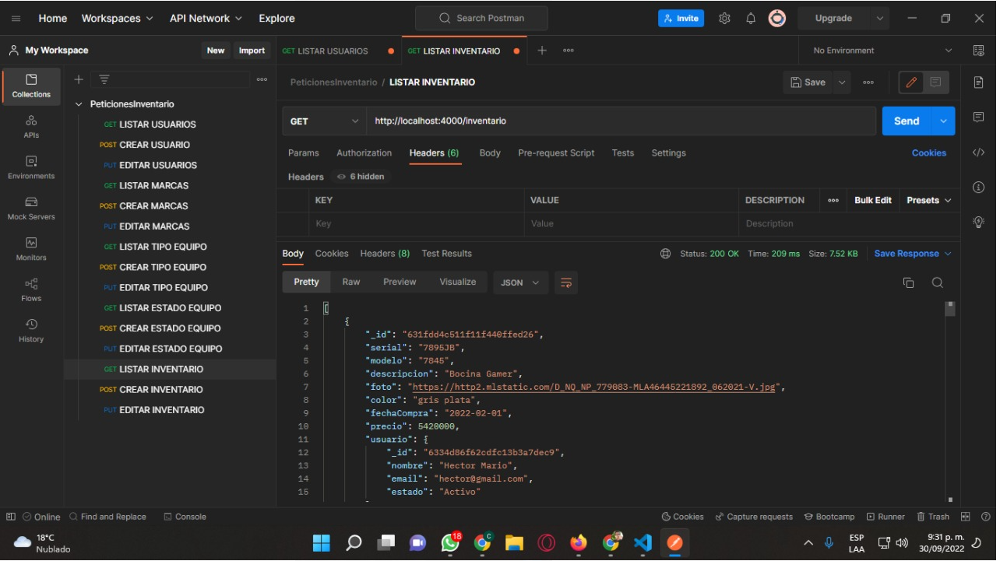 Home Workspaces API Network Explore Search Postman Invite Upgrade
My Workspace New Import GET LISTAR USUARIOS GET LISTAR INVENTARIO No Environment
Collections
APIs
Environments
Mock Servers
Monitors
Flows
History
PeticionesInventario
GET LISTAR USUARIOS
POST CREAR USUARIO
PUT EDITAR USUARIOS
GET LISTAR MARCAS
POST CREAR MARCAS
PUT EDITAR MARCAS
GET LISTAR TIPO EQUIPO
POST CREAR TIPO EQUIPO
PUT EDITAR TIPO EQUIPO
GET LISTAR ESTADO EQUIPO
POST CREAR ESTADO EQUIPO
PUT EDITAR ESTADO EQUIPO
GET LISTAR INVENTARIO
POST CREAR INVENTARIO
PUT EDITAR INVENTARIO
PeticionesInventario / LISTAR INVENTARIO Save
GET http://localhost:4000/inventario Send
Params Authorization Headers (6) Body Pre-request Script Tests Settings Cookies
Headers 6 hidden
KEY VALUE DESCRIPTION Bulk Edit Presets
Key Value Description
Body Cookies Headers (8) Test Results Status: 200 OK Time: 209 ms Size: 7.52 KB Save Response
Pretty Raw Preview Visualize JSON
1 [
2 {
3 "_id": "631fdd4c511f11f440ffed26",
4 "serial": "7895JB",
5 "modelo": "7845",
6 "descripcion": "Bocina Gamer",
7 "foto": "https://http2.mlstatic.com/D_NQ_NP_779083-MLA46445221892_062021-V.jpg",
8 "color": "gris plata",
9 "fechaCompra": "2022-02-01",
10 "precio": 5420000,
11 "usuario": {
12 "_id": "6334d86f62cdfc13b3a7dec9",
13 "nombre": "Hector Mario",
14 "email": "hector@gmail.com",
15 "estado": "Activo"
Online Find and Replace Console Cookies Capture requests Bootcamp Runner Trash
18°C
Nublado
18
C
ESP
LAA
9:31 p. m.
30/09/2022